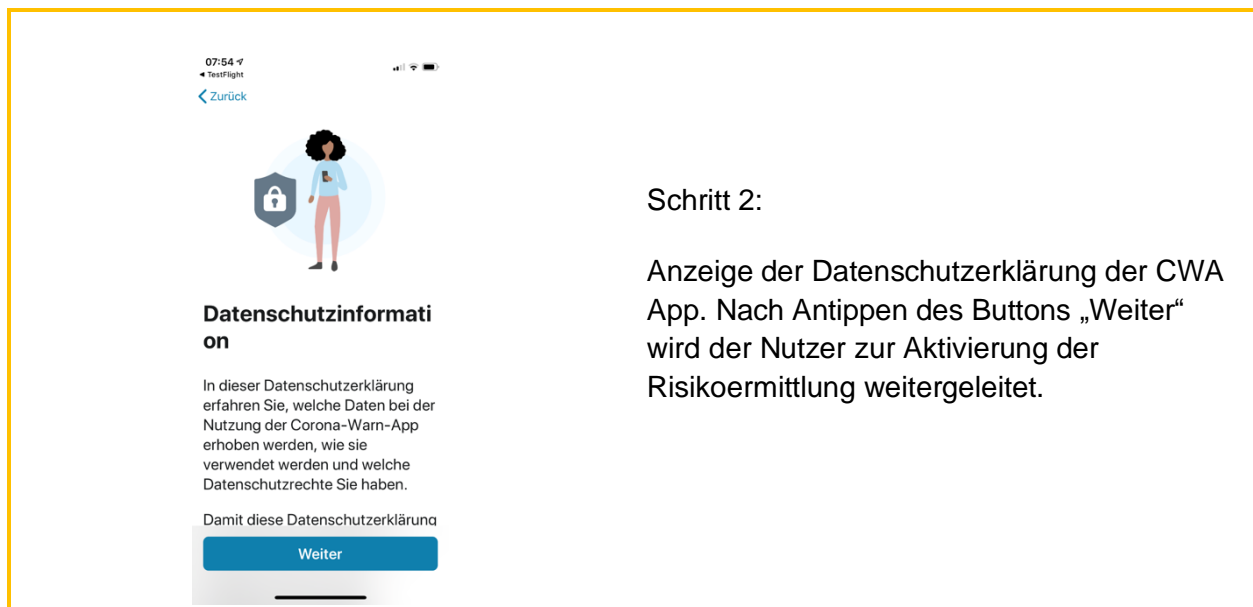 07:54
◀ TestFlight
Zurück
Datenschutzinformati
on
In dieser Datenschutzerklärung
erfahren Sie, welche Daten bei der
Nutzung der Corona-Warn-App
erhoben werden, wie sie
verwendet werden und welche
Datenschutzrechte Sie haben.
Damit diese Datenschutzerklärung
Weiter
Schritt 2:
Anzeige der Datenschutzerklärung der CWA
App. Nach Antippen des Buttons „Weiter“
wird der Nutzer zur Aktivierung der
Risikoermittlung weitergeleitet.